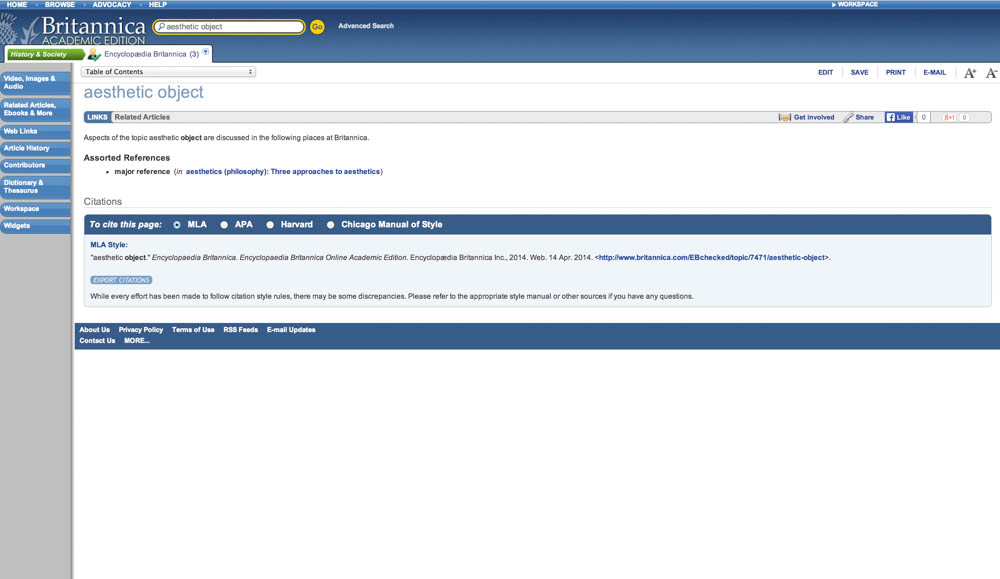 HOME • BROWSE • ADVOCACY • HELP
▶ WORKSPACE
Britannica
ACADEMIC EDITION
aesthetic object
Go
Advanced Search
History & Society
Encyclopædia Britannica (3)
Video, Images &
Audio
Related Articles,
Ebooks & More
Web Links
Article History
Contributors
Dictionary &
Thesaurus
Workspace
Widgets
Table of Contents
EDIT
SAVE
PRINT
E-MAIL
A+
A-
aesthetic object
LINKS Related Articles
Get involved
Share
Like
0
g+1
0
Aspects of the topic aesthetic object are discussed in the following places at Britannica.
Assorted References
• major reference (in aesthetics (philosophy): Three approaches to aesthetics)
Citations
To cite this page: MLA APA Harvard Chicago Manual of Style
MLA Style:
"aesthetic object." Encyclopaedia Britannica. Encyclopaedia Britannica Online Academic Edition. Encyclopædia Britannica Inc., 2014. Web. 14 Apr. 2014. <http://www.britannica.com/EBchecked/topic/7471/aesthetic-object>.
EXPORT CITATIONS
While every effort has been made to follow citation style rules, there may be some discrepancies. Please refer to the appropriate style manual or other sources if you have any questions.
About Us Privacy Policy Terms of Use RSS Feeds E-mail Updates
Contact Us MORE...